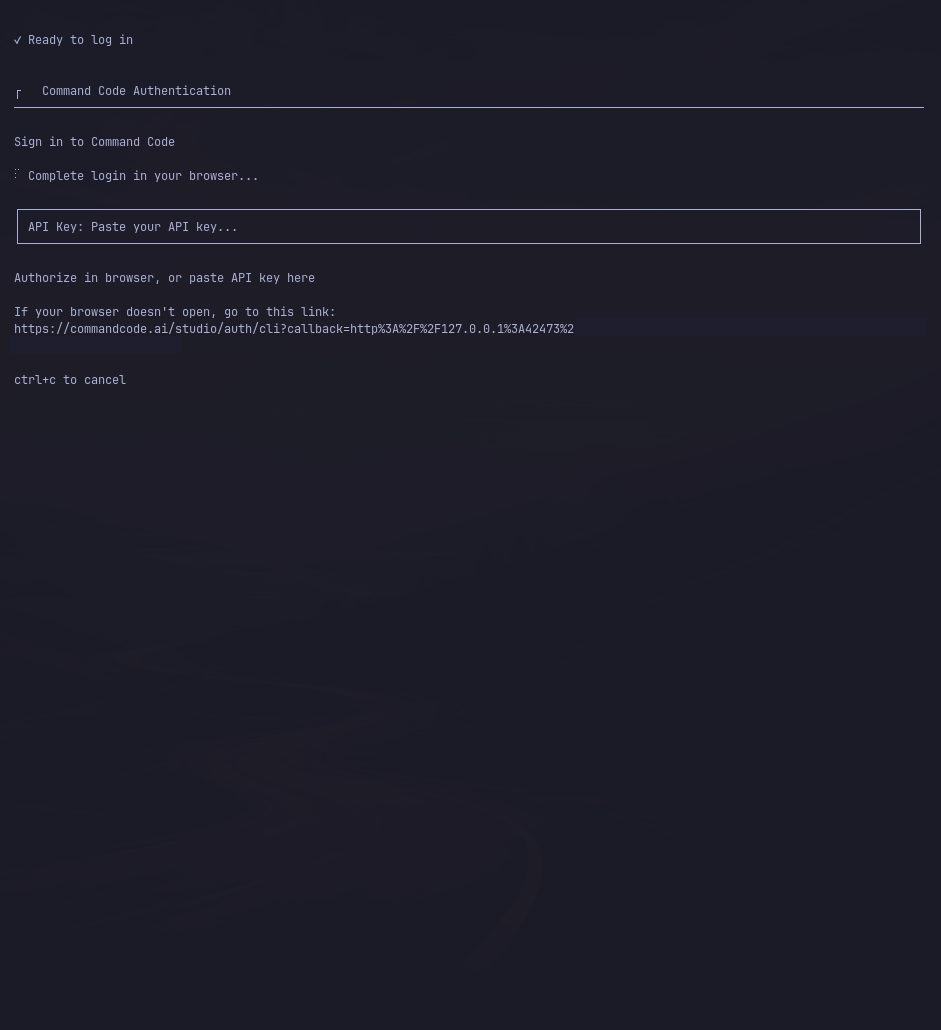 ✓ Ready to log in
┌ Command Code Authentication
Sign in to Command Code
Complete login in your browser...
API Key: Paste your API key...
Authorize in browser, or paste API key here
If your browser doesn't open, go to this link:
https://commandcode.ai/studio/auth/cli?callback=http%3A%2F%2F127.0.0.1%3A42473%2
ctrl+c to cancel